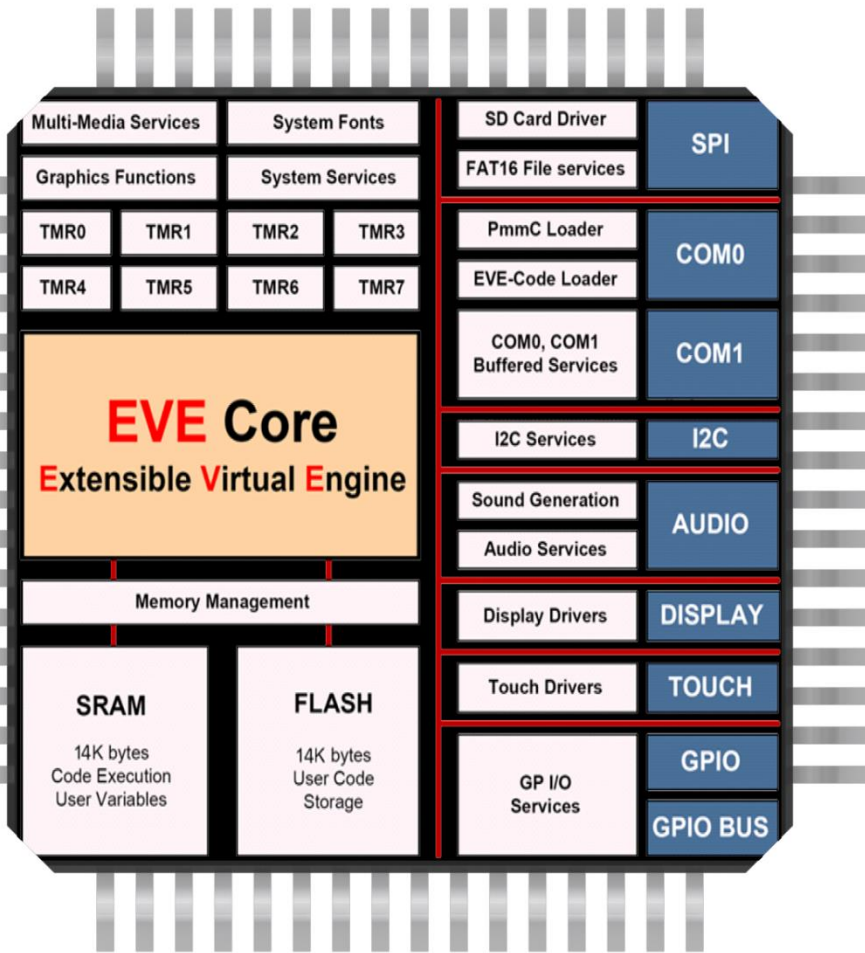 Multi-Media Services
System Fonts
Graphics Functions
System Services
TMR0
TMR1
TMR2
TMR3
TMR4
TMR5
TMR6
TMR7
EVE Core
Extensible Virtual Engine
Memory Management
SRAM
14K bytes
Code Execution
User Variables
FLASH
14K bytes
User Code
Storage
SD Card Driver
FAT16 File services
SPI
PmmC Loader
EVE-Code Loader
COM0
COM0, COM1
Buffered Services
COM1
I2C Services
I2C
Sound Generation
Audio Services
AUDIO
Display Drivers
DISPLAY
Touch Drivers
TOUCH
GP I/O
Services
GPIO
GPIO BUS